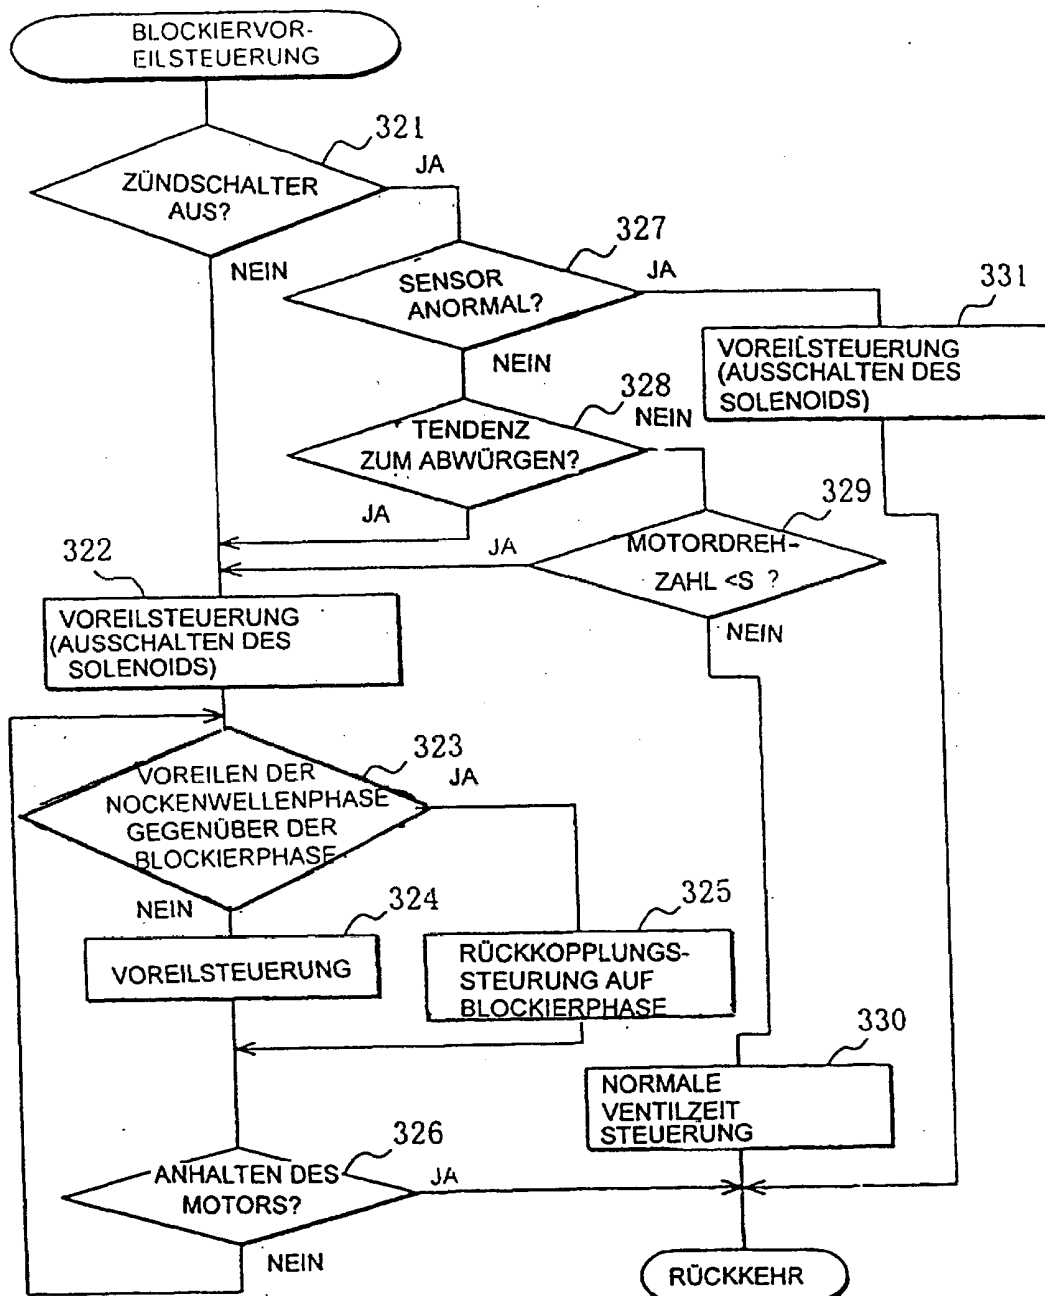 BLOCKIERVOR-
EILSTEUERUNG
321
JA
ZÜNDSCHALTER
AUS?
NEIN
327
SENSOR
ANORMAL?
JA
NEIN
331
VOREILSTEUERUNG
(AUSSCHALTEN DES
SOLENOIDS)
328
NEIN
TENDENZ
ZUM ABWÜRGEN?
JA
329
MOTORDREH-
ZAHL <S ?
JA
NEIN
322
VOREILSTEUERUNG
(AUSSCHALTEN DES
SOLENOIDS)
323
JA
VOREILEN DER
NOCKENWELLENPHASE
GEGENÜBER DER
BLOCKIERPHASE
NEIN
324
VOREILSTEUERUNG
325
RÜCKKOPPLUNGS-
STEURUNG AUF
BLOCKIERPHASE
330
NORMALE
VENTILZEIT
STEUERUNG
326
ANHALTEN DES
MOTORS?
JA
NEIN
RÜCKKEHR